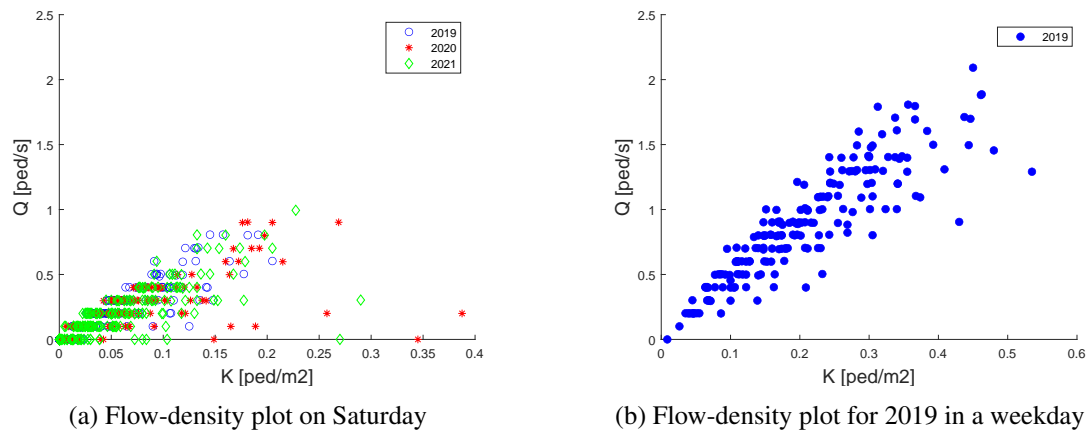 2.5
2
1.5
1
0.5
0
Q [ped/s]
0 0.05 0.1 0.15 0.2 0.25 0.3 0.35 0.4
K [ped/m2]
2019
2020
2021
(a) Flow-density plot on Saturday
2.5
2
1.5
1
0.5
0
Q [ped/s]
0 0.1 0.2 0.3 0.4 0.5 0.6
K [ped/m2]
2019
(b) Flow-density plot for 2019 in a weekday